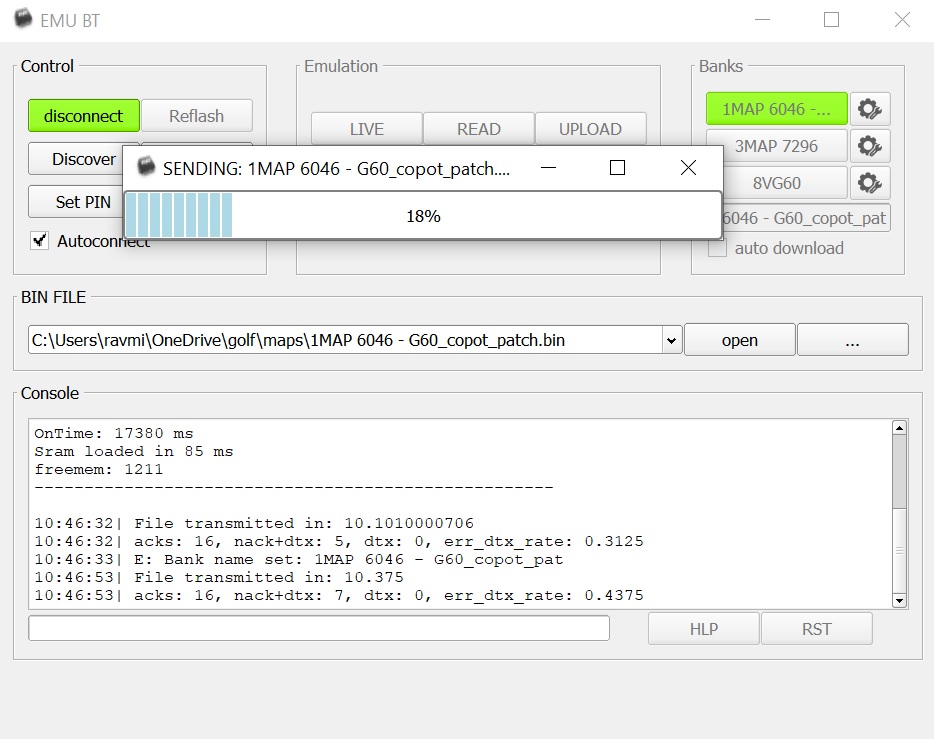 EMU BT
Control
Emulation
Banks
disconnect
Reflash
LIVE
READ
UPLOAD
1MAP 6046 -...
Discover
3MAP 7296
SENDING: 1MAP 6046 - G60_copot_patch....
18%
Set PIN
8VG60
6046 - G60_copot_pat
Autoconnect
auto download
BIN FILE
C:\Users\ravmi\OneDrive\golf\maps\1MAP 6046 - G60_copot_patch.bin
open
...
Console
OnTime: 17380 ms
Sram loaded in 85 ms
freemem: 1211
----------------------------------------------------
10:46:32| File transmitted in: 10.1010000706
10:46:32| acks: 16, nack+dtx: 5, dtx: 0, err_dtx_rate: 0.3125
10:46:33| E: Bank name set: 1MAP 6046 - G60_copot_pat
10:46:53| File transmitted in: 10.375
10:46:53| acks: 16, nack+dtx: 7, dtx: 0, err_dtx_rate: 0.4375
HLP
RST